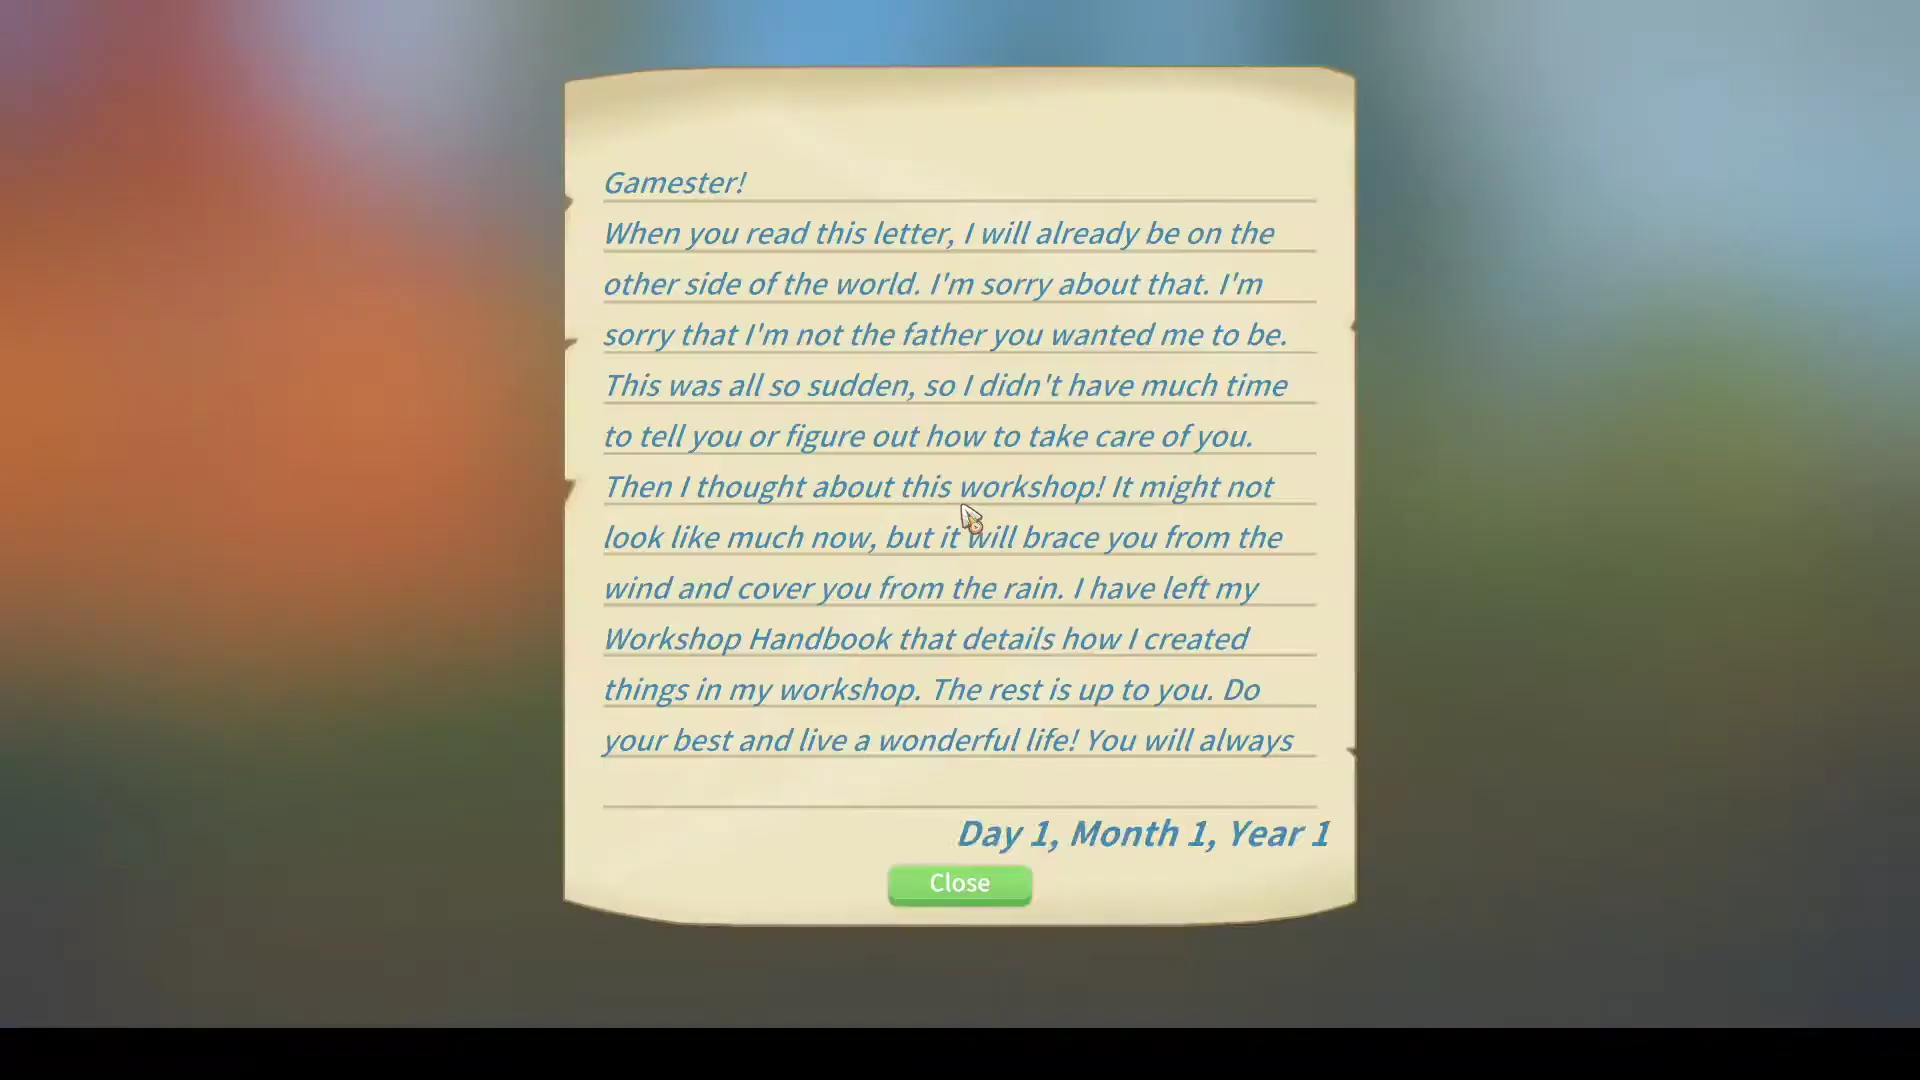 Gamester!
When you read this letter, I will already be on the
other side of the world. I'm sorry about that. I'm
sorry that I'm not the father you wanted me to be.
This was all so sudden, so I didn't have much time
to tell you or figure out how to take care of you.
Then I thought about this workshop! It might not
look like much now, but it will brace you from the
wind and cover you from the rain. I have left my
Workshop Handbook that details how I created
things in my workshop. The rest is up to you. Do
your best and live a wonderful life! You will always
Day 1, Month 1, Year 1
Close